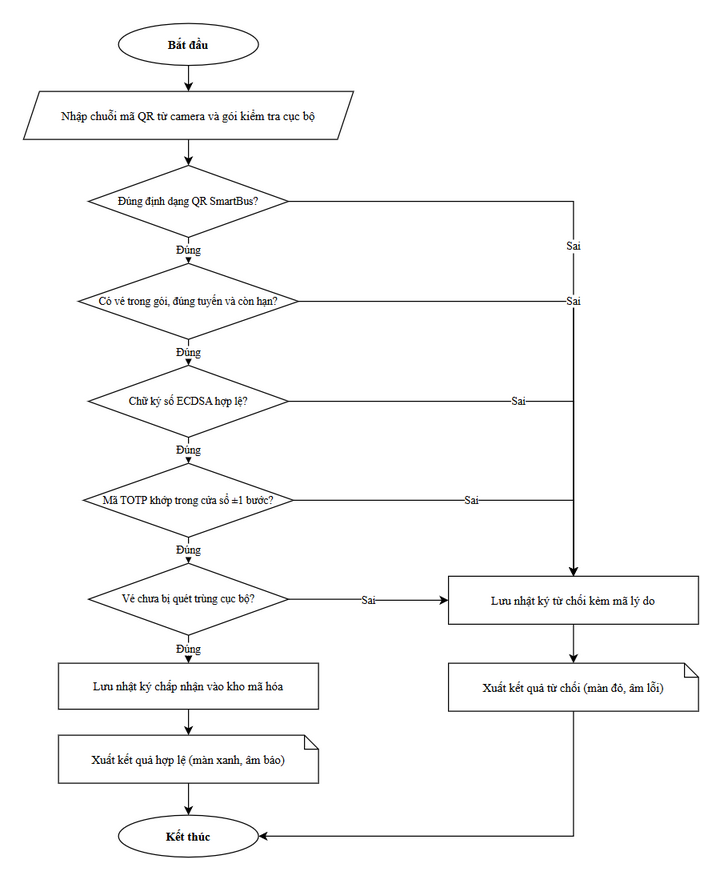 Bắt đầu
Nhập chuỗi mã QR từ camera và gói kiểm tra cục bộ
Đúng định dạng QR SmartBus?
Sai
Đúng
Có vé trong gói, đúng tuyến và còn hạn?
Sai
Đúng
Chữ ký số ECDSA hợp lệ?
Sai
Đúng
Mã TOTP khớp trong cửa sổ ±1 bước?
Sai
Đúng
Vé chưa bị quét trùng cục bộ?
Sai
Lưu nhật ký từ chối kèm mã lý do
Đúng
Lưu nhật ký chấp nhận vào kho mã hóa
Xuất kết quả từ chối (màn đỏ, âm lỗi)
Xuất kết quả hợp lệ (màn xanh, âm báo)
Kết thúc